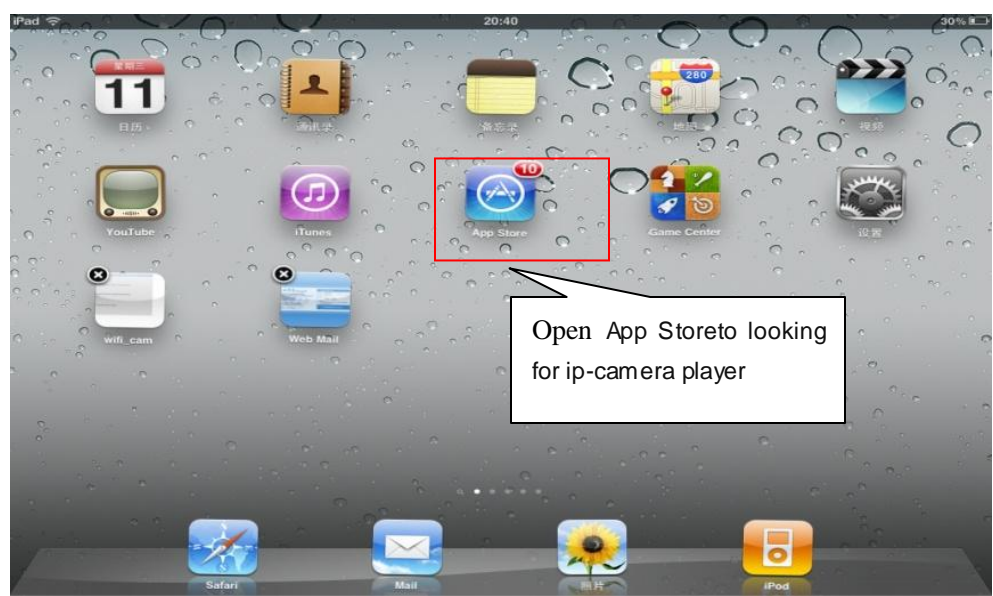 iPad 20:40 30%
星期三
11 280
日历 通讯录 备忘录 地图 视频
10
YouTube iTunes App Store Game Center 设置
wifi_cam Web Mail
Open App Storeto looking
for ip-camera player
Safari Mail 照片 iPod